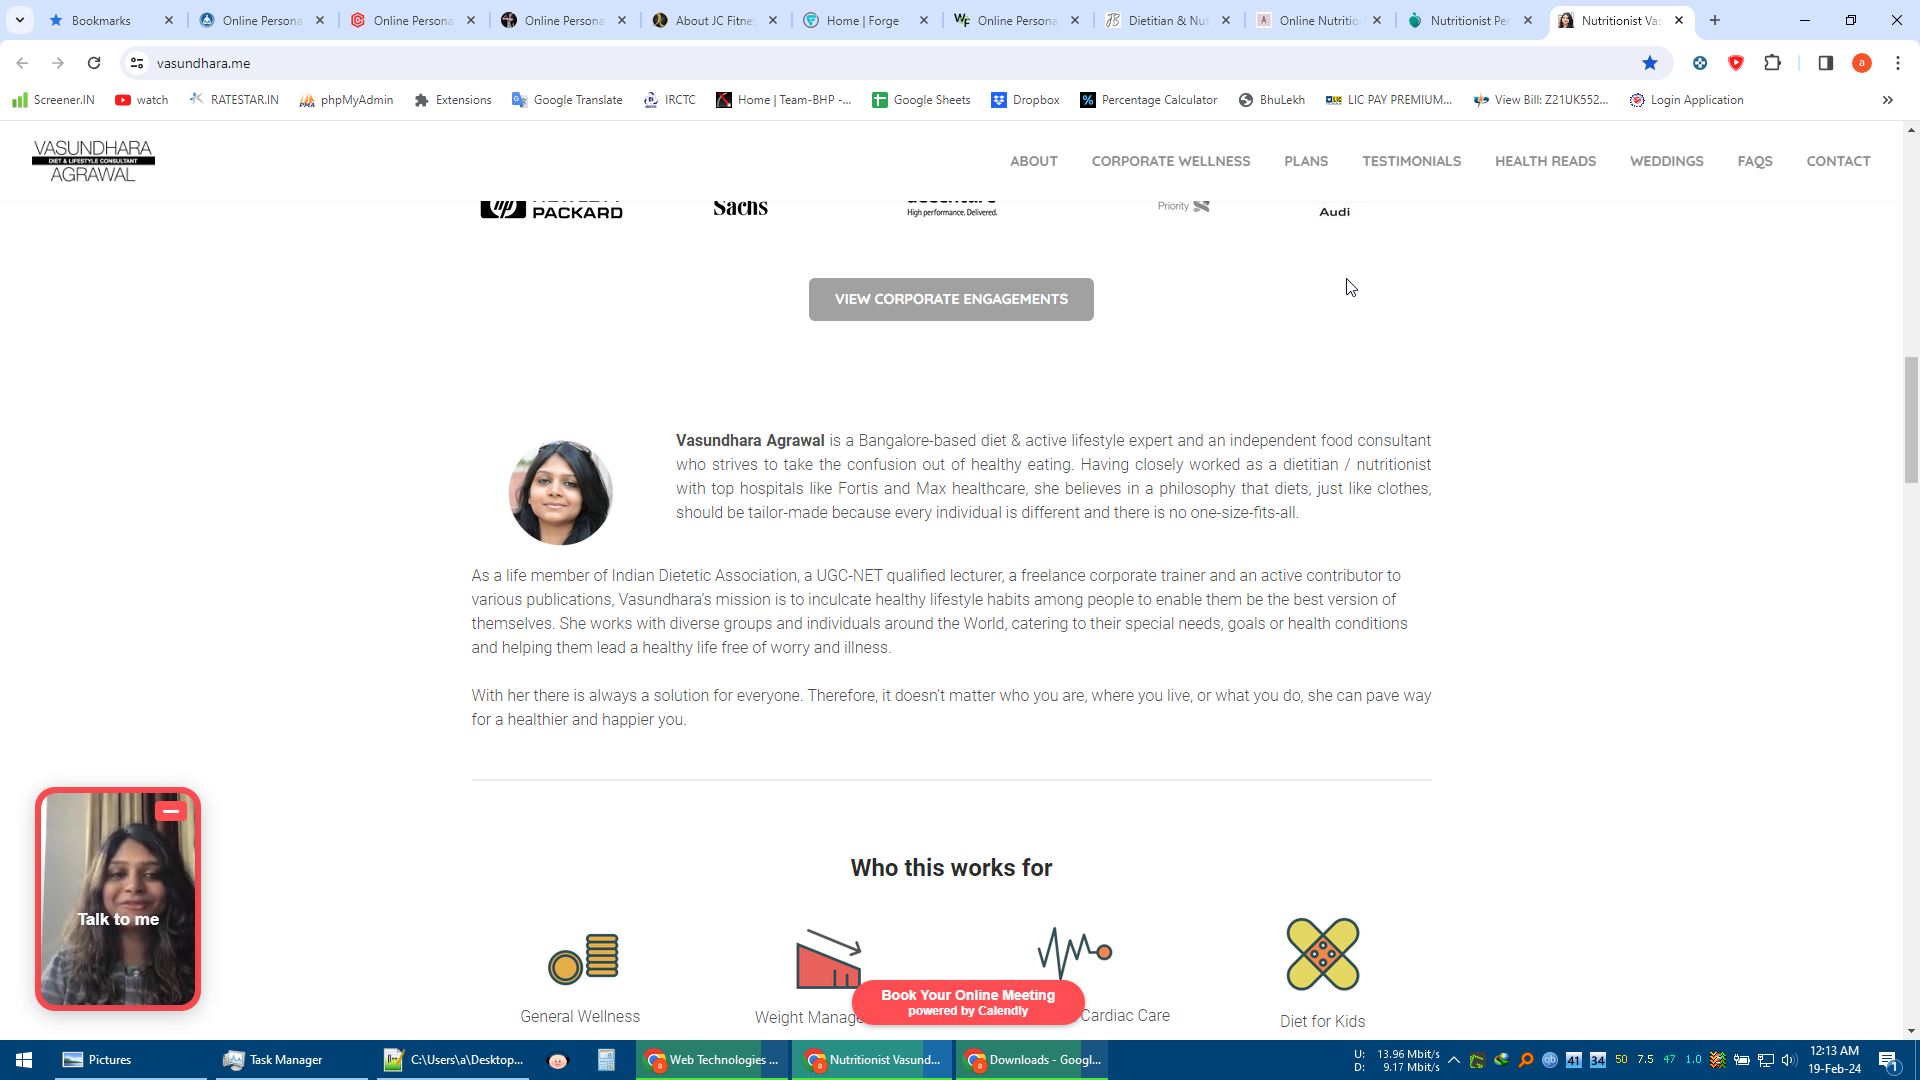 Bookmarks
Online Persona
Online Persona
Online Persona
About JC Fitne
Home | Forge
Online Persona
Dietitian & Nut
Online Nutritio
Nutritionist Pe
Nutritionist Vas
vasundhara.me
a
Screener.IN
watch
RATESTAR.IN
phpMyAdmin
Extensions
Google Translate
IRCTC
Home | Team-BHP -...
Google Sheets
Dropbox
Percentage Calculator
BhuLekh
LIC PAY PREMIUM...
View Bill: Z21UK552...
Login Application
VASUNDHARA
DIET & LIFESTYLE CONSULTANT
AGRAWAL
ABOUT
CORPORATE WELLNESS
PLANS
TESTIMONIALS
HEALTH READS
WEDDINGS
FAQS
CONTACT
hp
PACKARD
Sachs
accenture
High performance. Delivered.
Priority
Audi
VIEW CORPORATE ENGAGEMENTS
Vasundhara Agrawal is a Bangalore-based diet & active lifestyle expert and an independent food consultant
who strives to take the confusion out of healthy eating. Having closely worked as a dietitian / nutritionist
with top hospitals like Fortis and Max healthcare, she believes in a philosophy that diets, just like clothes,
should be tailor-made because every individual is different and there is no one-size-fits-all.
As a life member of Indian Dietetic Association, a UGC-NET qualified lecturer, a freelance corporate trainer and an active contributor to
various publications, Vasundhara's mission is to inculcate healthy lifestyle habits among people to enable them be the best version of
themselves. She works with diverse groups and individuals around the World, catering to their special needs, goals or health conditions
and helping them lead a healthy life free of worry and illness.
With her there is always a solution for everyone. Therefore, it doesn't matter who you are, where you live, or what you do, she can pave way
for a healthier and happier you.
Talk to me
Who this works for
General Wellness
Weight Manage
Cardiac Care
Diet for Kids
Book Your Online Meeting
powered by Calendly
Pictures
Task Manager
C:\Users\a\Desktop...
Web Technologies ...
Nutritionist Vasund...
Downloads - Googl...
U: 13.96 Mbit/s
D: 9.17 Mbit/s
41
34
50
7.5
47
1.0
12:13 AM
19-Feb-24
1